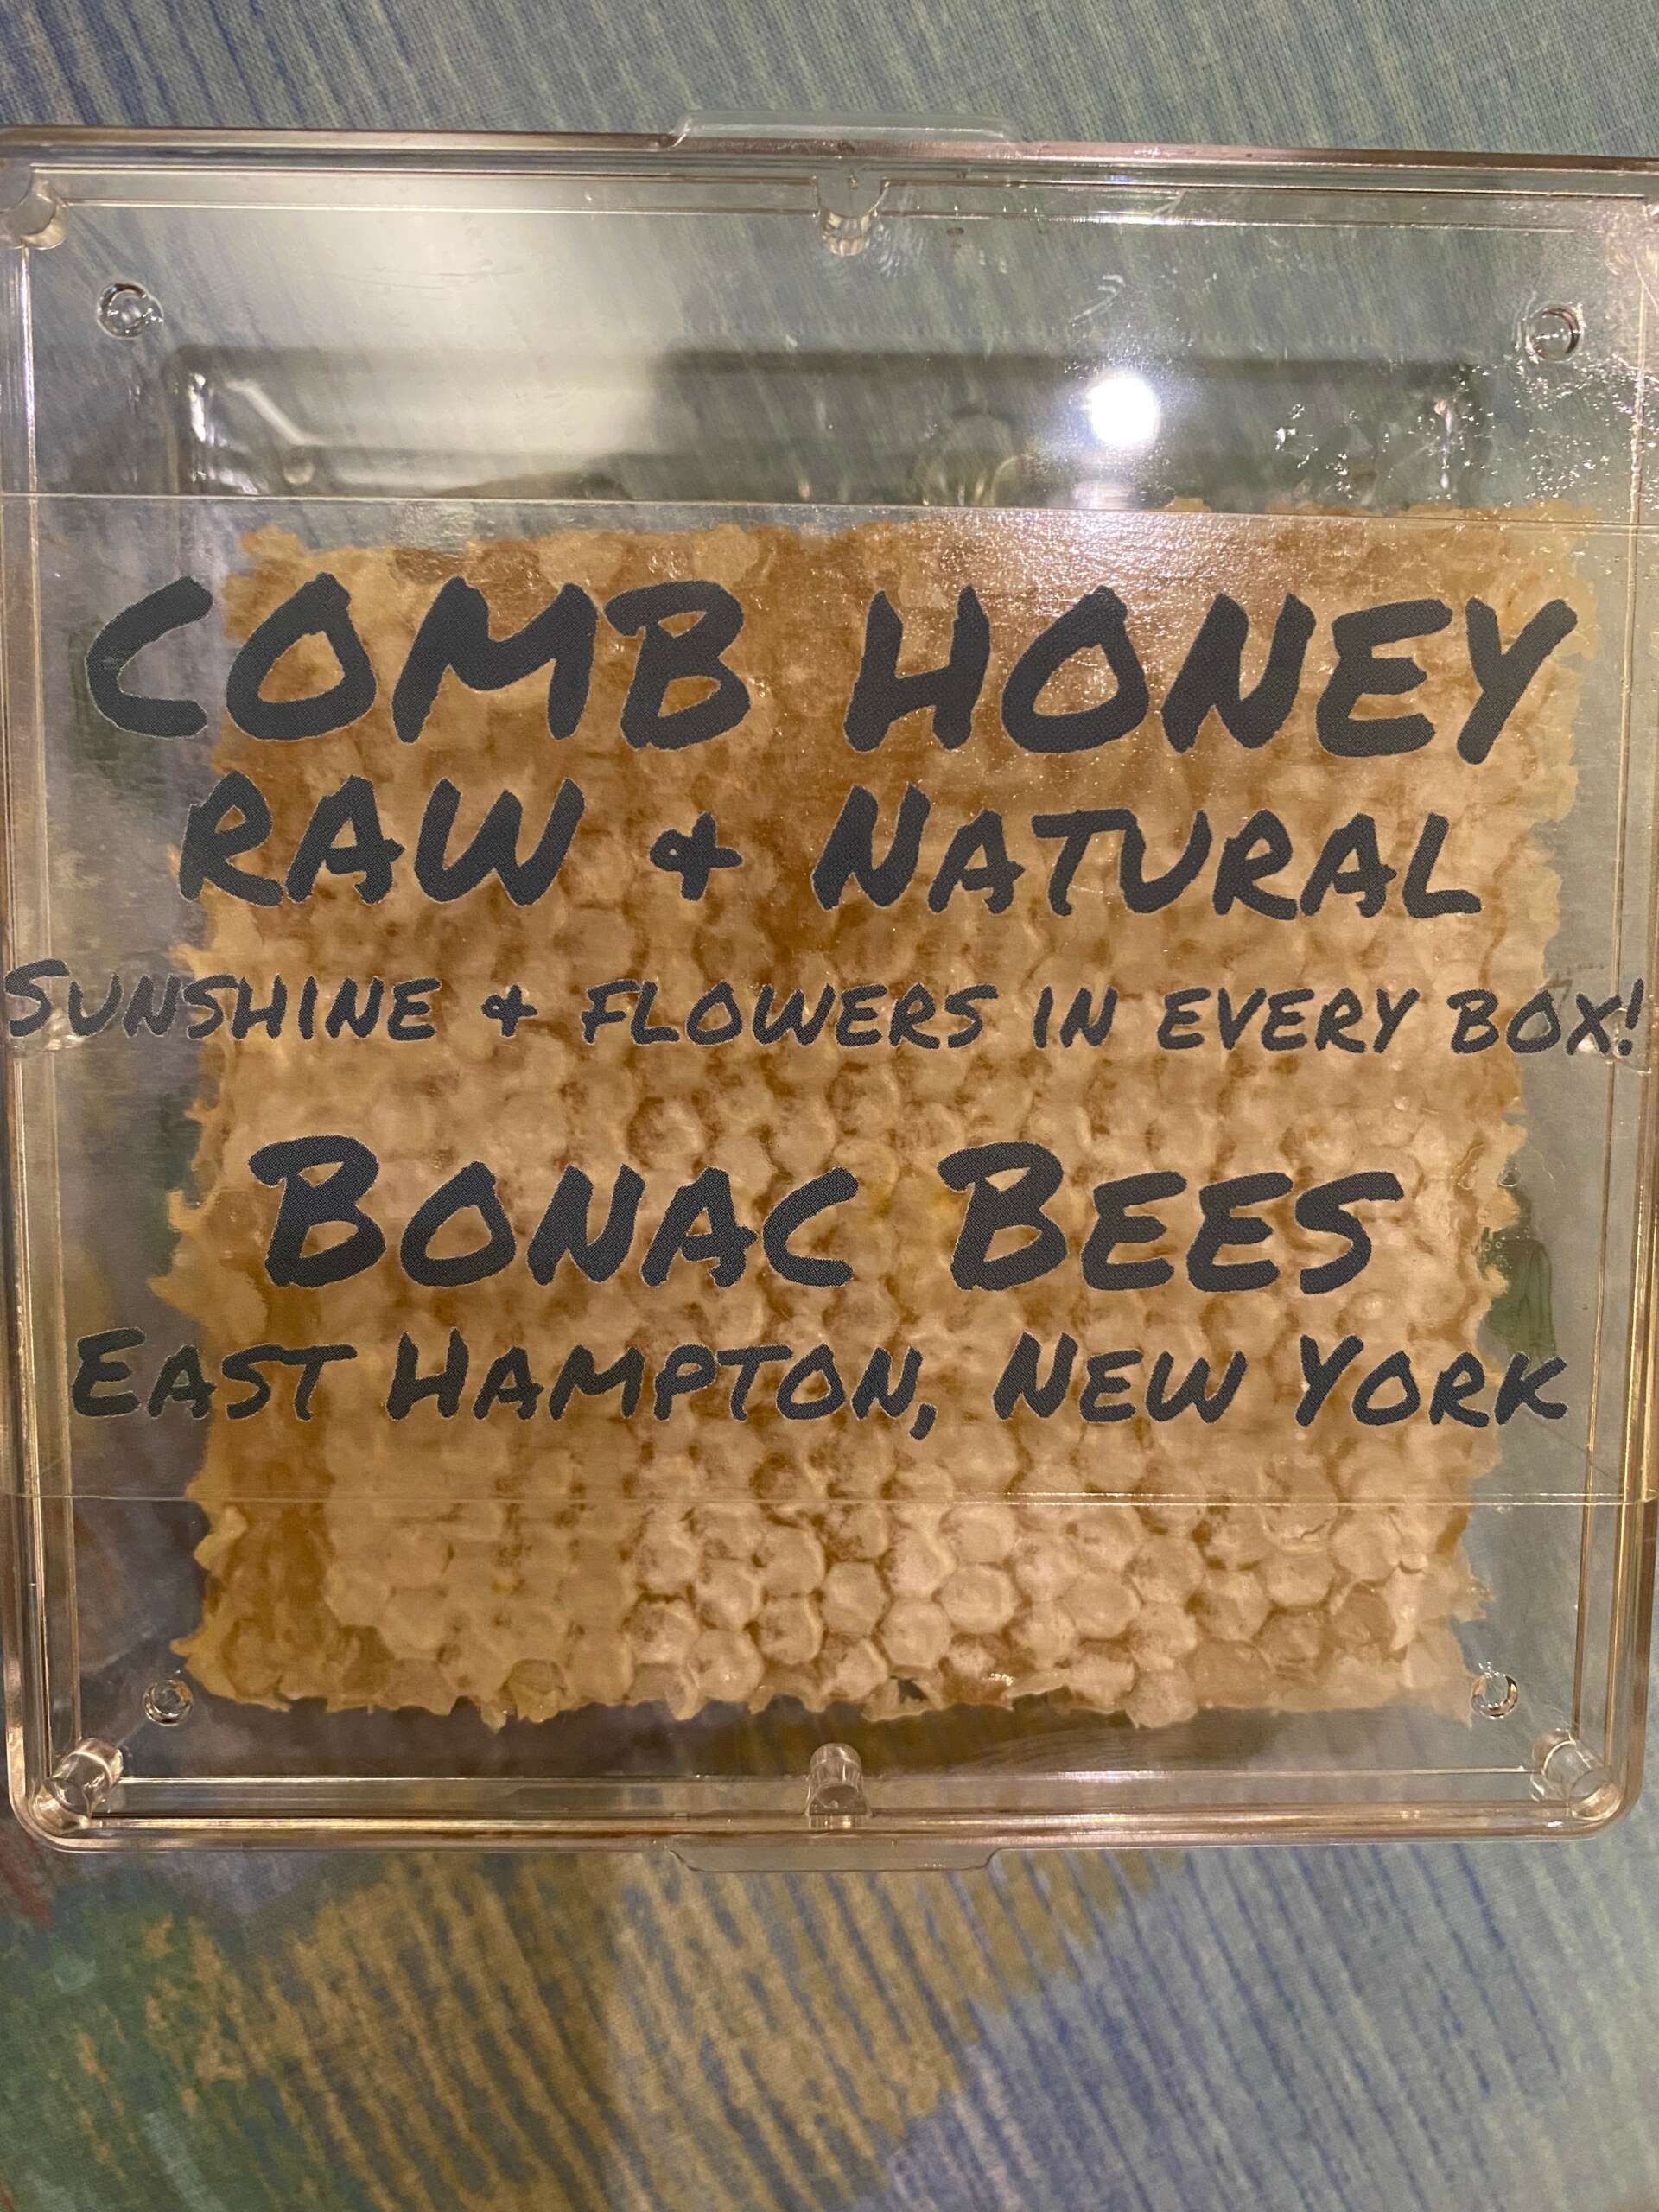 COMB HONEY
RAW & NATURAL
SUNSHINE & FLOWERS IN EVERY BOX!
BONAC BEES
EAST HAMPTON, NEW YORK